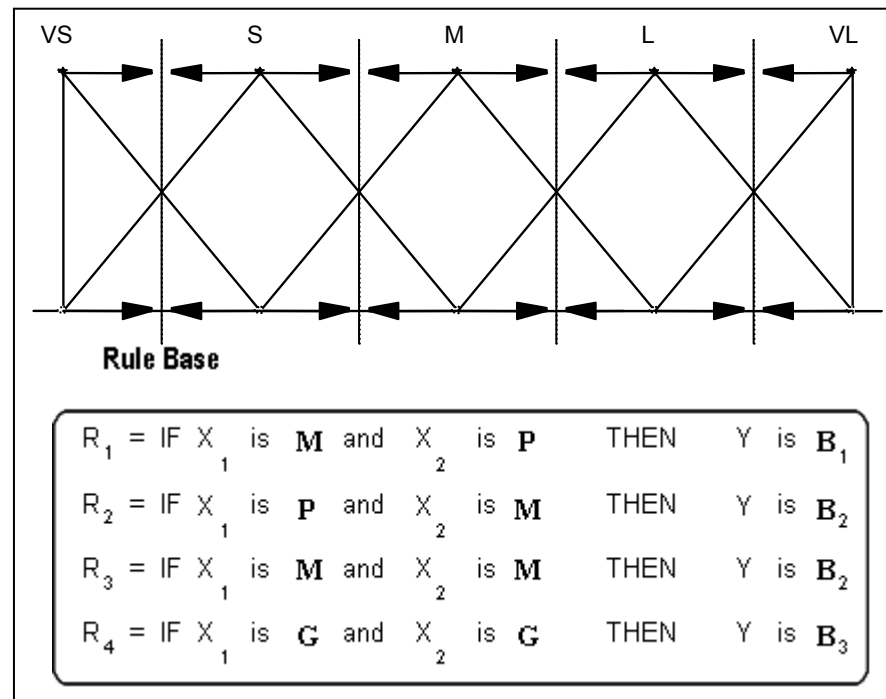 VS S M L VL
Rule Base
R1 = IF X1 is M and X2 is P THEN Y is B1
R2 = IF X1 is P and X2 is M THEN Y is B2
R3 = IF X1 is M and X2 is M THEN Y is B2
R4 = IF X1 is G and X2 is G THEN Y is B3